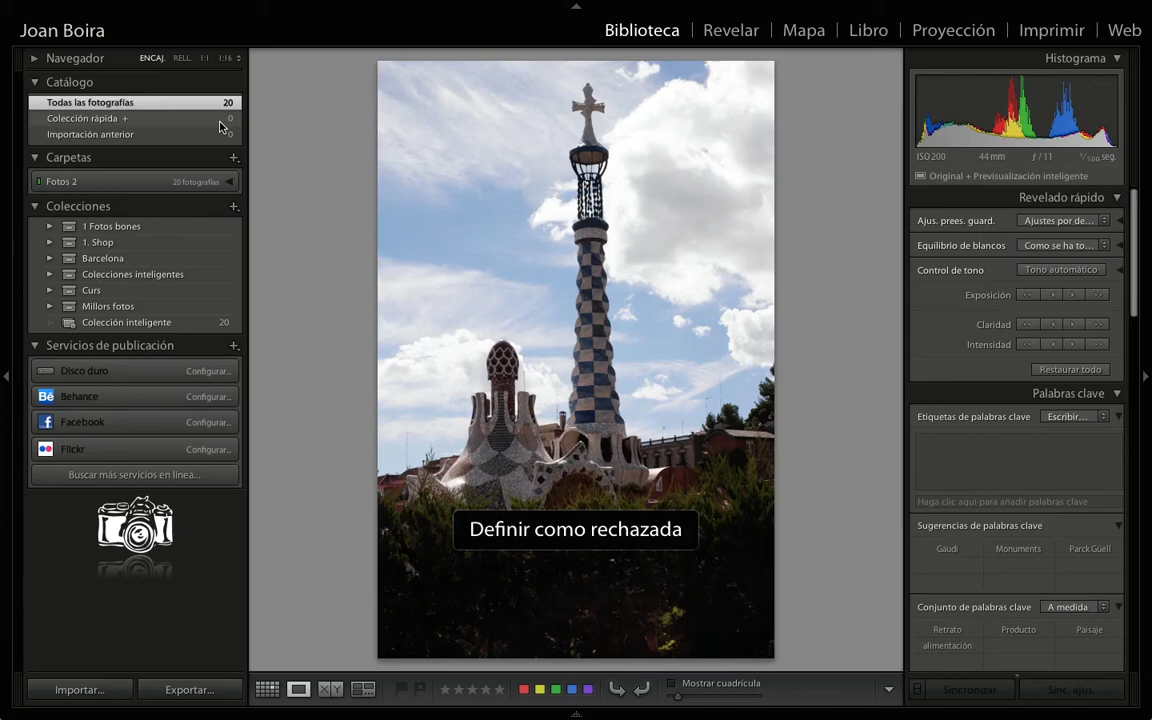 Joan Boira
Biblioteca | Revelar | Mapa | Libro | Proyección | Imprimir | Web
Navegador ENCAJ. RELL. 1:1 1:16
Catálogo
Todas las fotografías 20
Colección rápida + 0
Importación anterior 0
Carpetas
Fotos 2 20 fotografías
Colecciones
1 Fotos bones
1. Shop
Barcelona
Colecciones inteligentes
Curs
Millors fotos
Colección inteligente 20
Servicios de publicación
Disco duro Configurar...
Bē Behance Configurar...
f Facebook Configurar...
Flickr Configurar...
Buscar más servicios en línea...
Importar... Exportar...
Definir como rechazada
XY
Mostrar cuadrícula
Histograma
ISO 200 44 mm ƒ / 11 1/500 seg.
Original + Previsualización inteligente
Revelado rápido
Ajus. prees. guard. Ajustes por de...
Equilibrio de blancos Como se ha to...
Control de tono Tono automático
Exposición
Claridad
Intensidad
Restaurar todo
Palabras clave
Etiquetas de palabras clave Escribir...
Haga clic aquí para añadir palabras clave
Sugerencias de palabras clave
Gaudí Monuments Parck Güell
Conjunto de palabras clave A medida
Retrato Producto Paisaje
alimentación
Sincronizar Sinc. ajus.